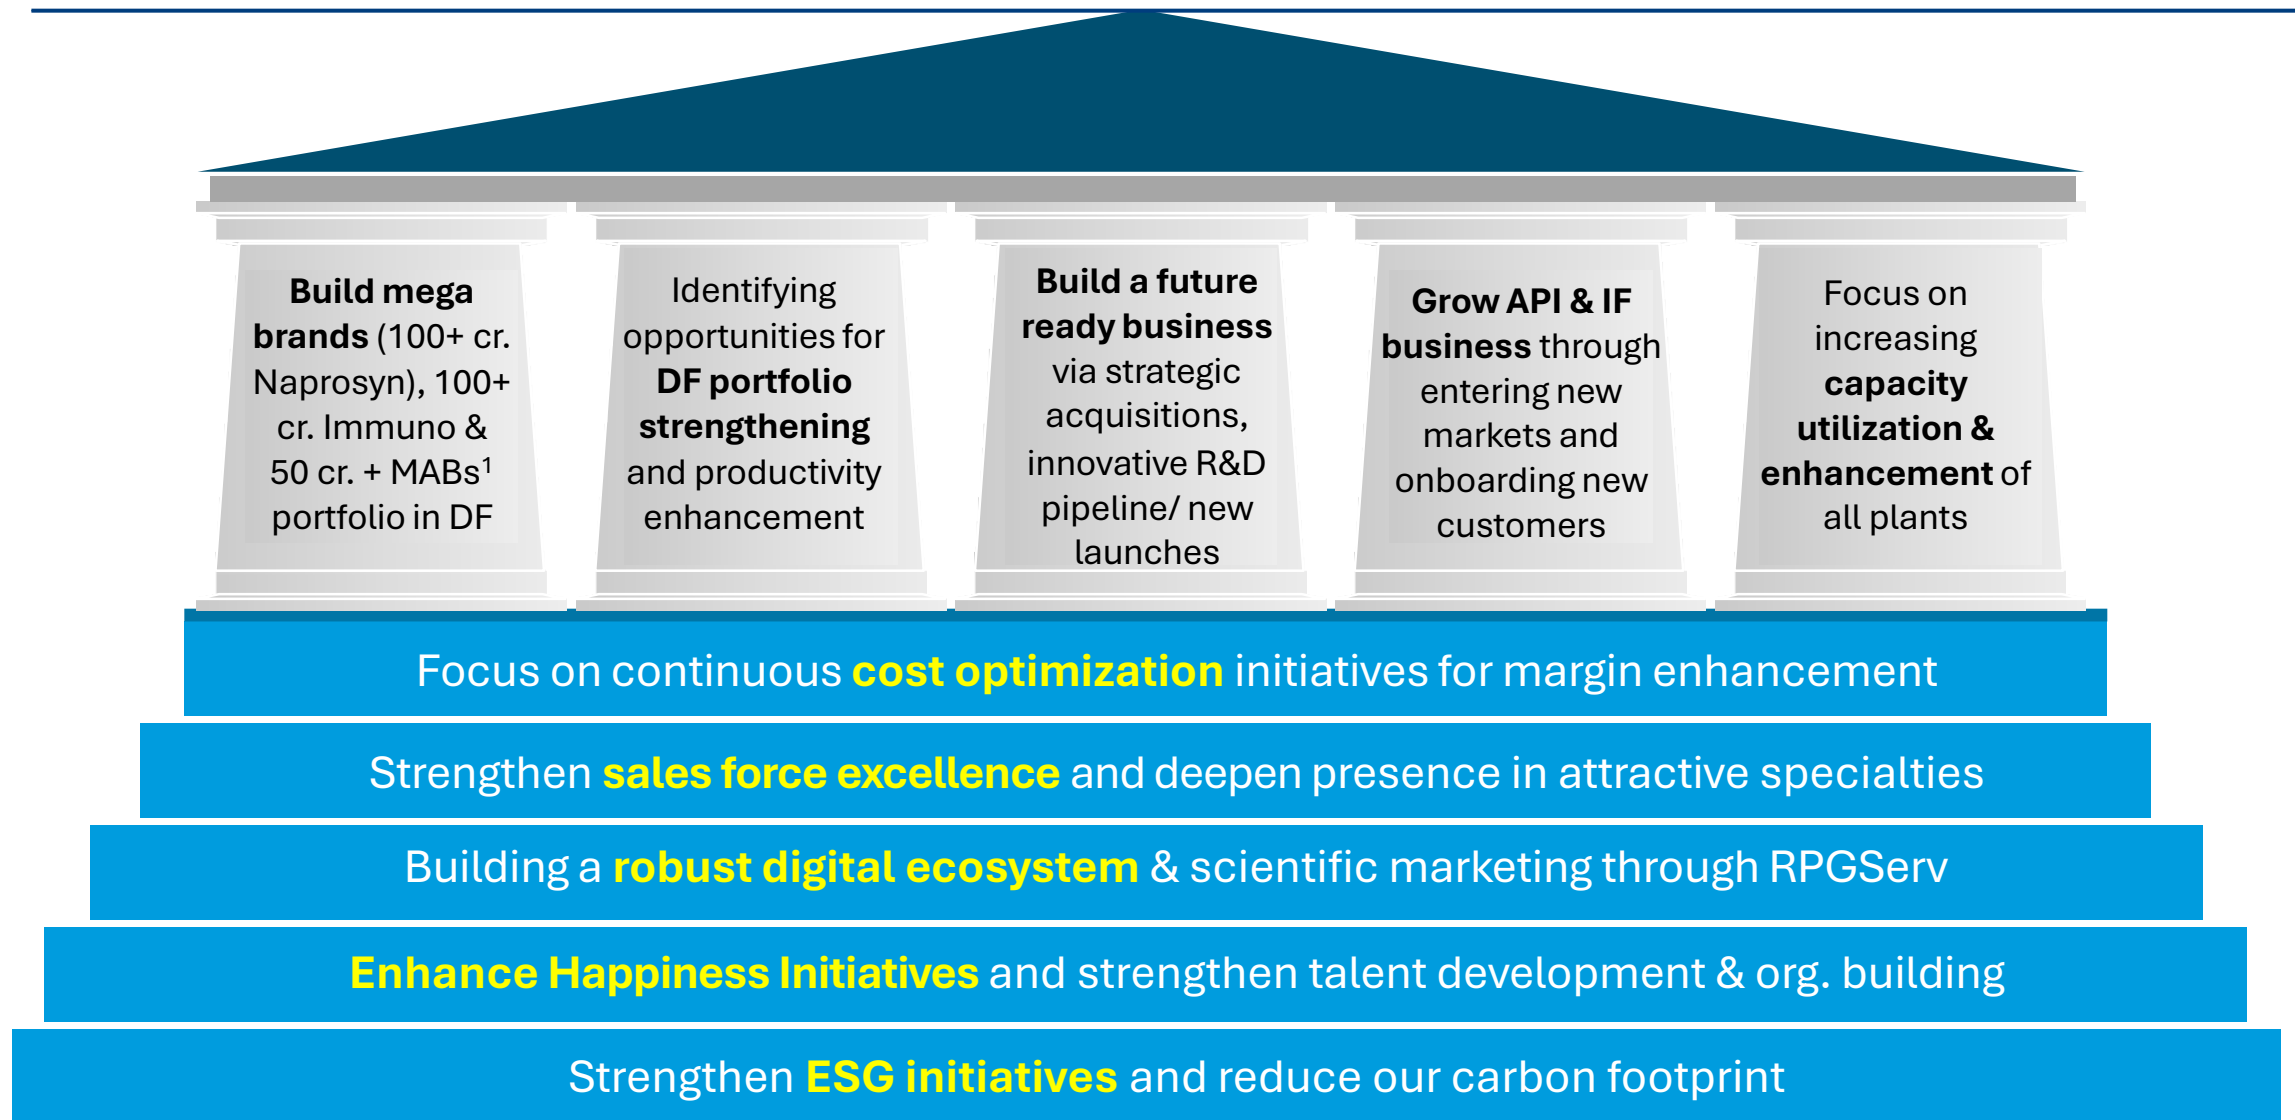 Build mega
brands (100+ cr.
Naprosyn), 100+
cr. Immuno &
50 cr. + MABs¹
portfolio in DF
Identifying
opportunities for
DF portfolio
strengthening
and productivity
enhancement
Build a future
ready business
via strategic
acquisitions,
innovative R&D
pipeline/ new
launches
Grow API & IF
business through
entering new
markets and
onboarding new
customers
Focus on
increasing
capacity
utilization &
enhancement of
all plants
Focus on continuous cost optimization initiatives for margin enhancement
Strengthen sales force excellence and deepen presence in attractive specialties
Building a robust digital ecosystem & scientific marketing through RPGServ
Enhance Happiness Initiatives and strengthen talent development & org. building
Strengthen ESG initiatives and reduce our carbon footprint